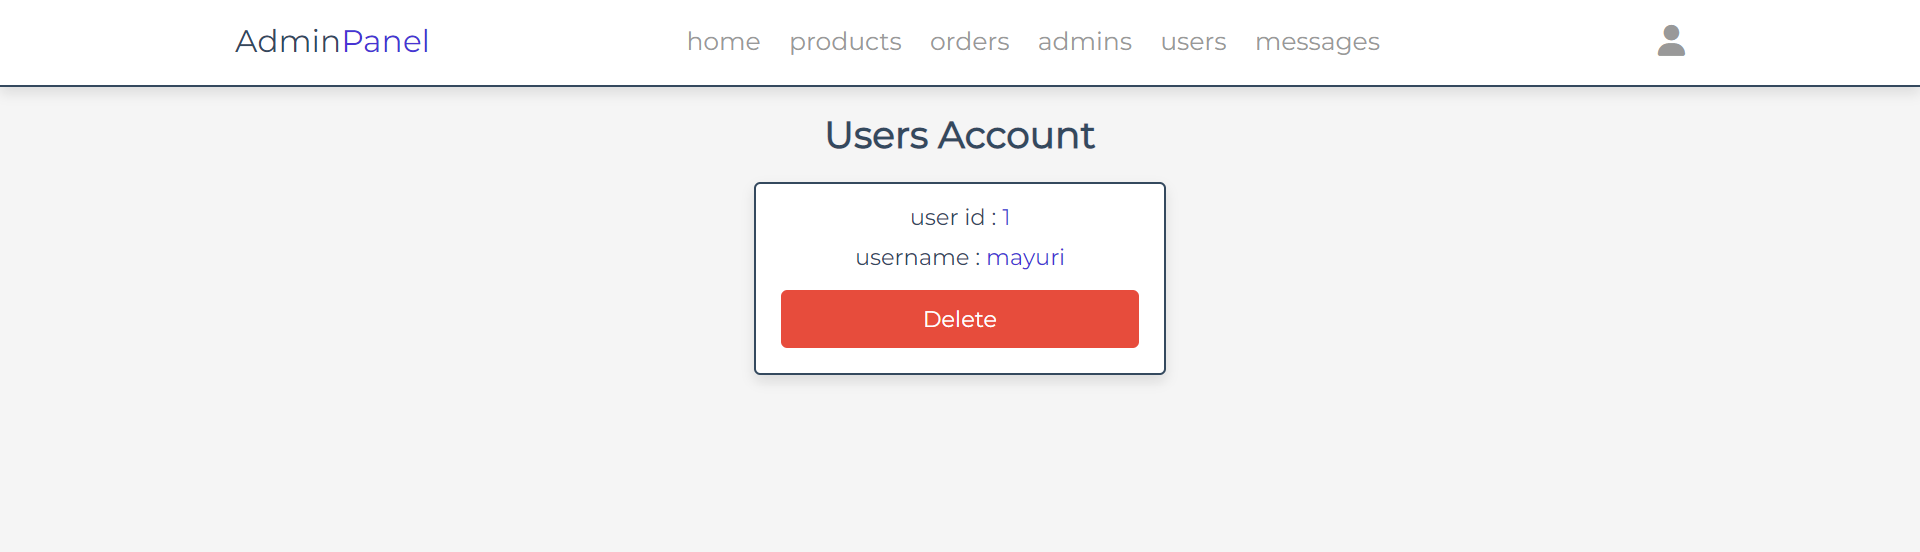 AdminPanel home products orders admins users messages
Users Account
user id : 1
username : mayuri
Delete